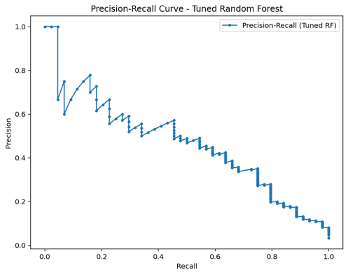 Precision-Recall Curve - Tuned Random Forest
Precision-Recall (Tuned RF)
1.0
0.8
0.6
0.4
0.2
0.0
Precision
0.0 0.2 0.4 0.6 0.8 1.0
Recall